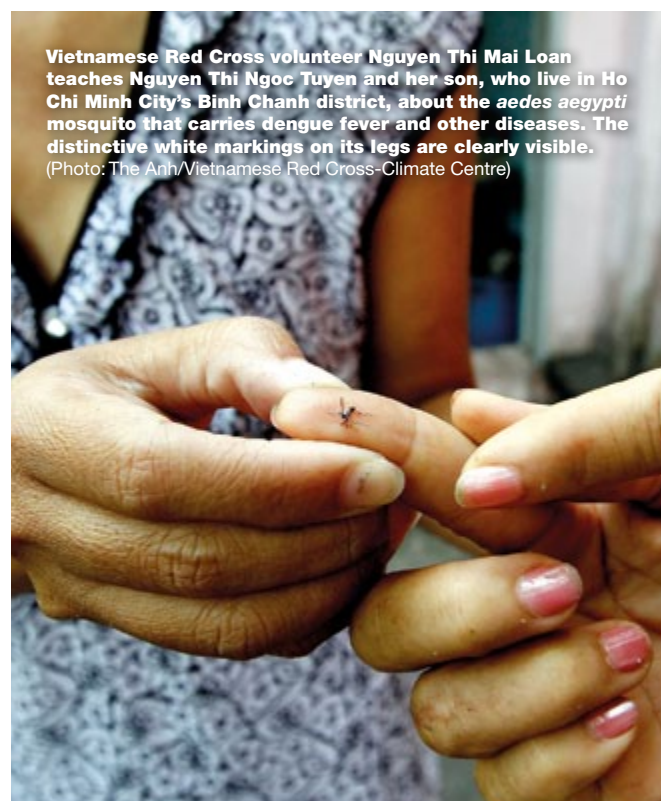 Vietnamese Red Cross volunteer Nguyen Thi Mai Loan
teaches Nguyen Thi Ngoc Tuyen and her son, who live in Ho
Chi Minh City’s Binh Chanh district, about the aedes aegypti
mosquito that carries dengue fever and other diseases. The
distinctive white markings on its legs are clearly visible.
(Photo: The Anh/Vietnamese Red Cross-Climate Centre)